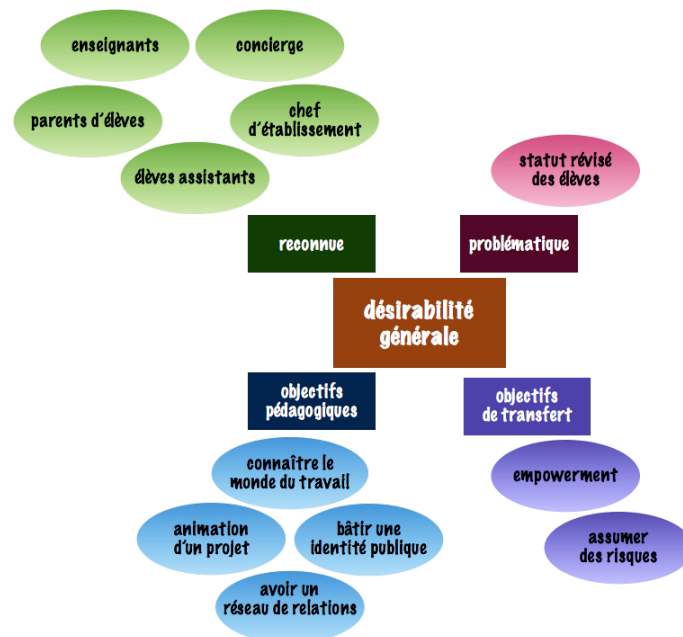 enseignants
concierge
parents d'élèves
chef
d'établissement
élèves assistants
statut révisé
des élèves
reconnue
problématique
désirabilité
générale
objectifs
pédagogiques
objectifs
de transfert
connaître le
monde du travail
empowerment
animation
d'un projet
bâtir une
identité publique
assumer
des risques
avoir un
réseau de relations